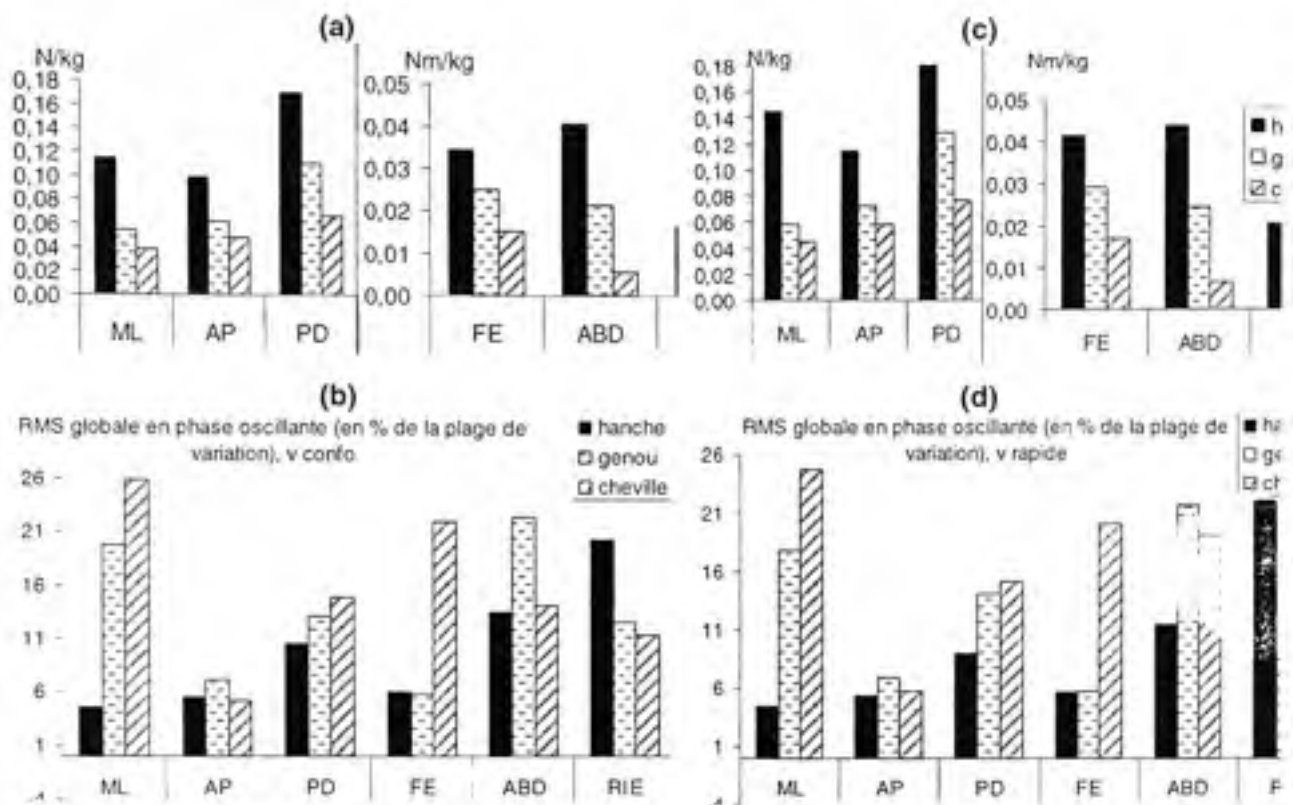 (a)
N/kg
0,18
0,16
0,14
0,12
0,10
0,08
0,06
0,04
0,02
0,00
ML AP PD
Nm/kg
0,05
0,04
0,03
0,02
0,01
0,00
FE ABD
(c)
N/kg
0,18
0,16
0,14
0,12
0,10
0,08
0,06
0,04
0,02
0,00
ML AP PD
Nm/kg
0,05
0,04
0,03
0,02
0,01
0,00
FE ABD
h
g
c
(b)
RMS globale en phase oscillante (en % de la plage de
variation), v confo
hanche
genou
cheville
26
21
16
11
6
1
-4
ML AP PD FE ABD RIE
(d)
RMS globale en phase oscillante (en % de la plage de
variation), v rapide
ha
ge
ch
26
21
16
11
6
1
ML AP PD FE ABD